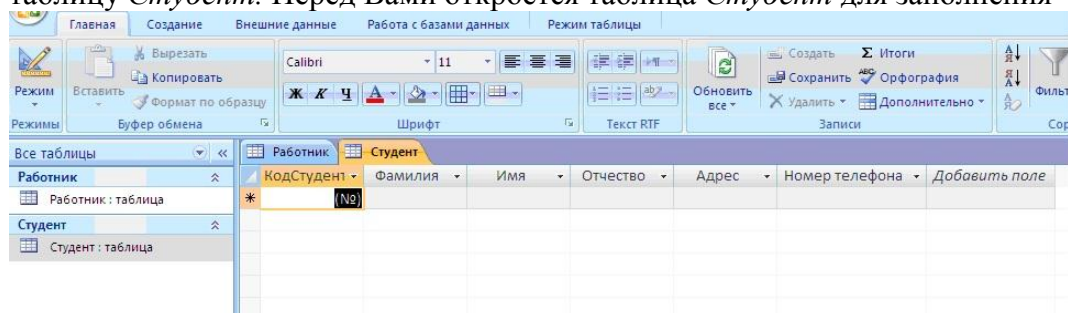 таблицу Студент. Перед Вами откроется таблица Студент для заполнения
Главная Создание Внешние данные Работа с базами данных Режим таблицы
Режим
Режимы
Вставить
Вырезать
Копировать
Формат по образцу
Буфер обмена
Calibri 11
Ж К Ч А
Шрифт
Текст RTF
Обновить
все
Создать
Сохранить
Удалить
Σ Итоги
Орфография
Дополнительно
Записи
Фильт
Сор
Все таблицы
Работник
Работник : таблица
Студент
Студент : таблица
Работник Студент
КодСтудент Фамилия Имя Отчество Адрес Номер телефона Добавить поле
* (№)